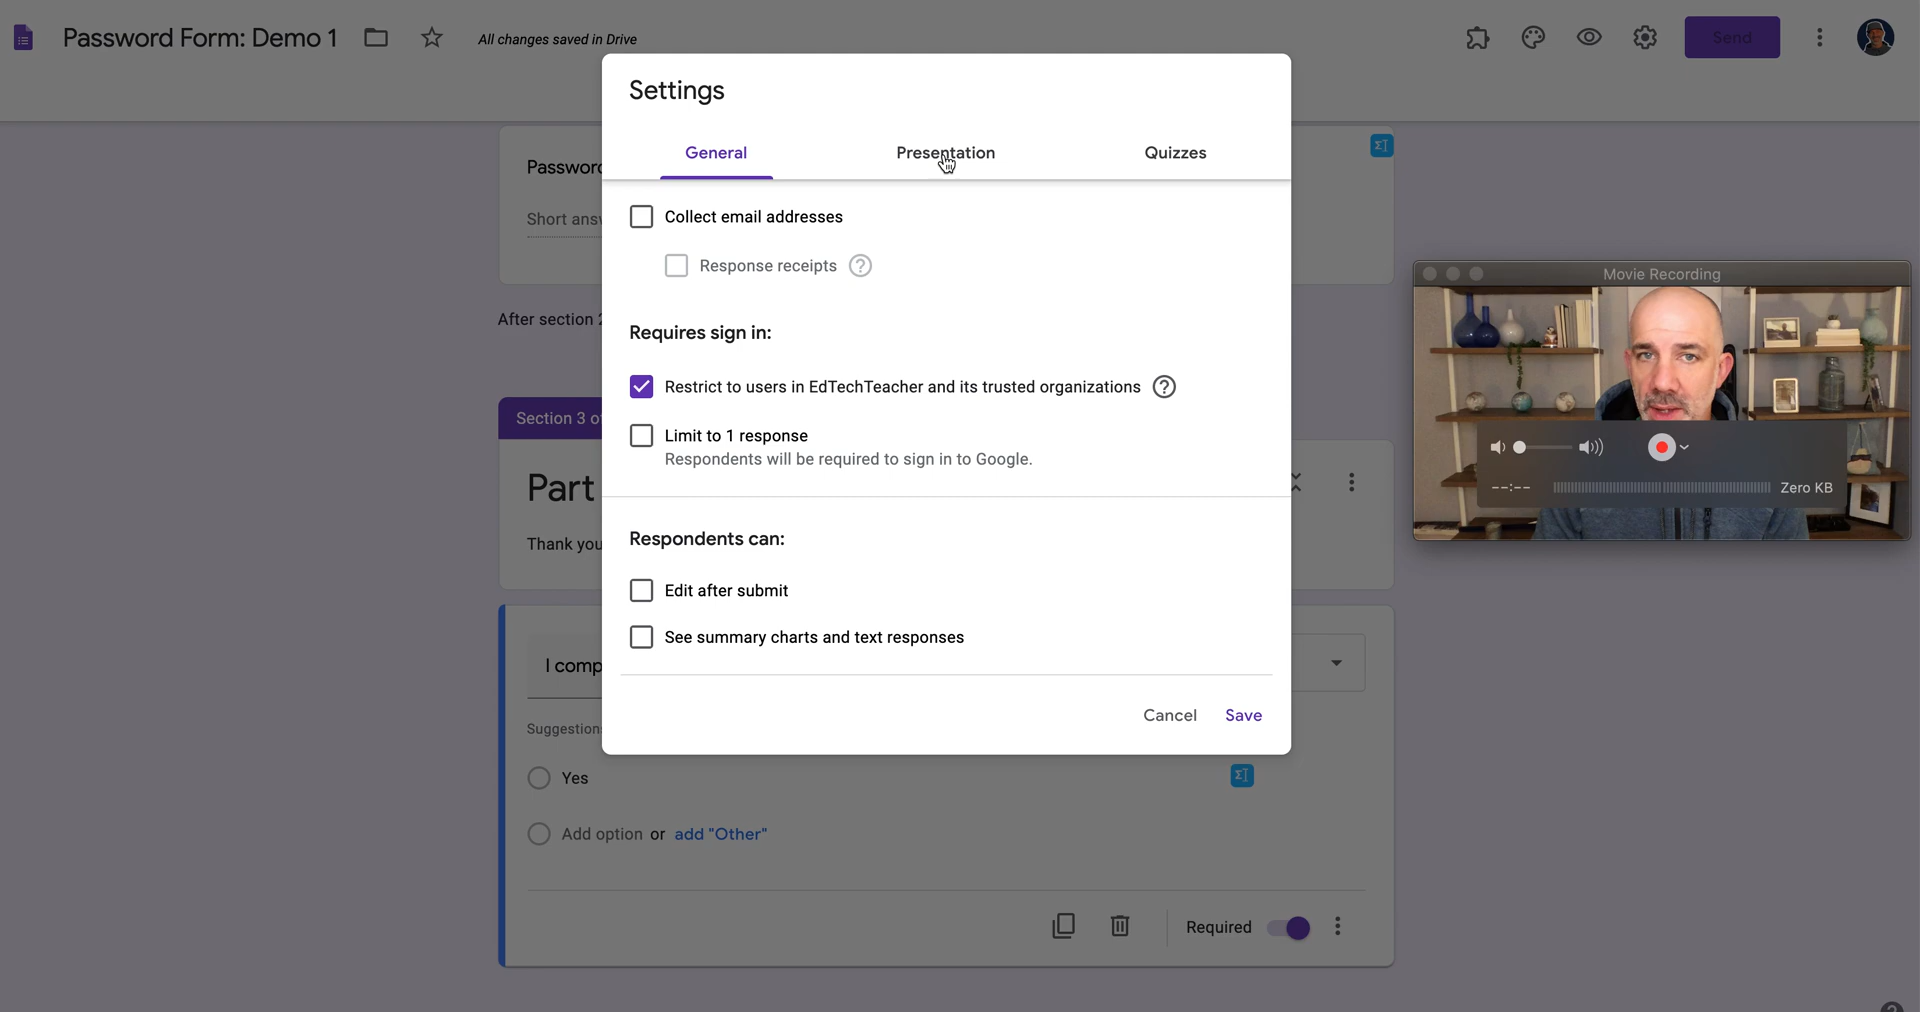 Password Form: Demo 1
All changes saved in Drive
Send
Settings
General
Presentation
Quizzes
Collect email addresses
Response receipts
Requires sign in:
Restrict to users in EdTechTeacher and its trusted organizations
Limit to 1 response
Respondents will be required to sign in to Google.
Respondents can:
Edit after submit
See summary charts and text responses
Cancel
Save
Short
After section
Section 3
Part
Thank you
I
Suggestion
Yes
Add option or add "Other"
Required
Movie Recording
--:--
Zero KB